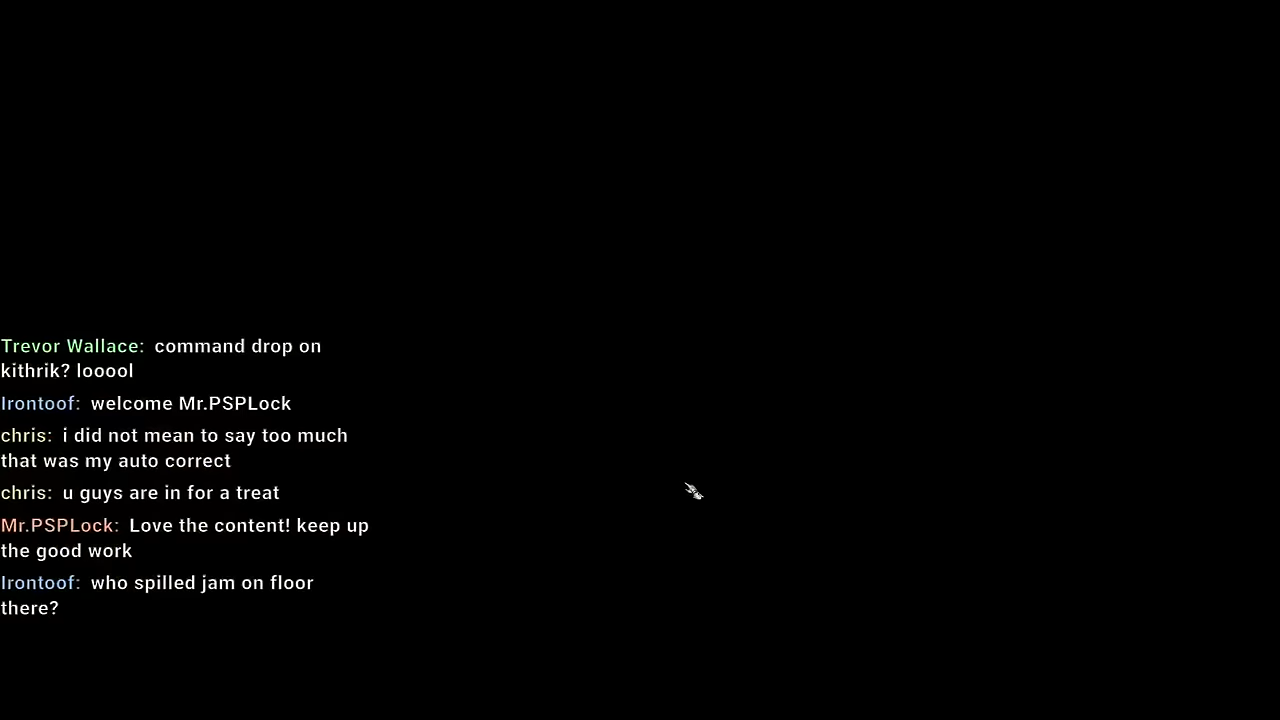 Trevor Wallace: command drop on
kithrik? looool
Irontoof: welcome Mr.PSPLock
chris: i did not mean to say too much
that was my auto correct
chris: u guys are in for a treat
Mr.PSPLock: Love the content! keep up
the good work
Irontoof: who spilled jam on floor
there?